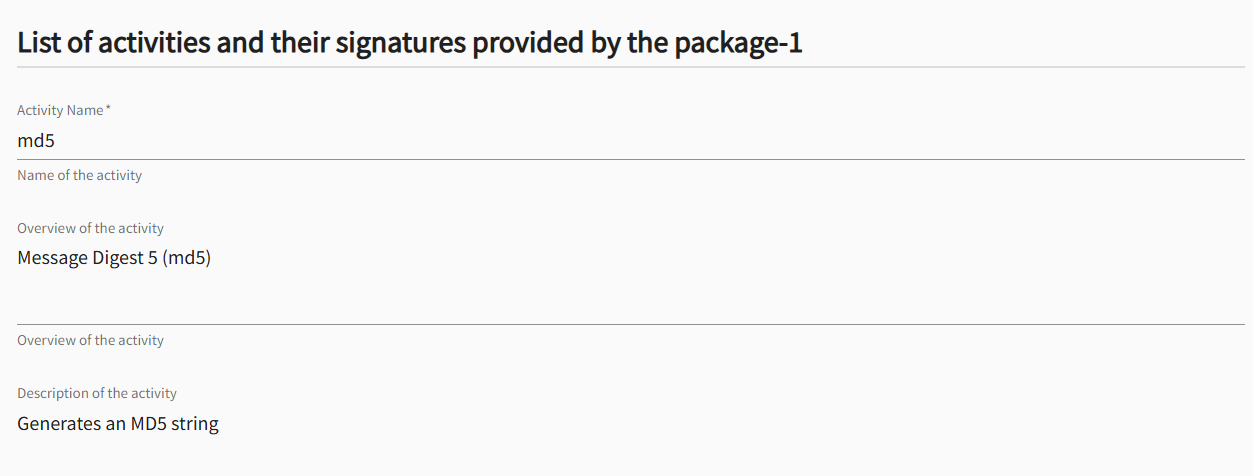 List of activities and their signatures provided by the package-1
Activity Name *
md5
Name of the activity
Overview of the activity
Message Digest 5 (md5)
Overview of the activity
Description of the activity
Generates an MD5 string